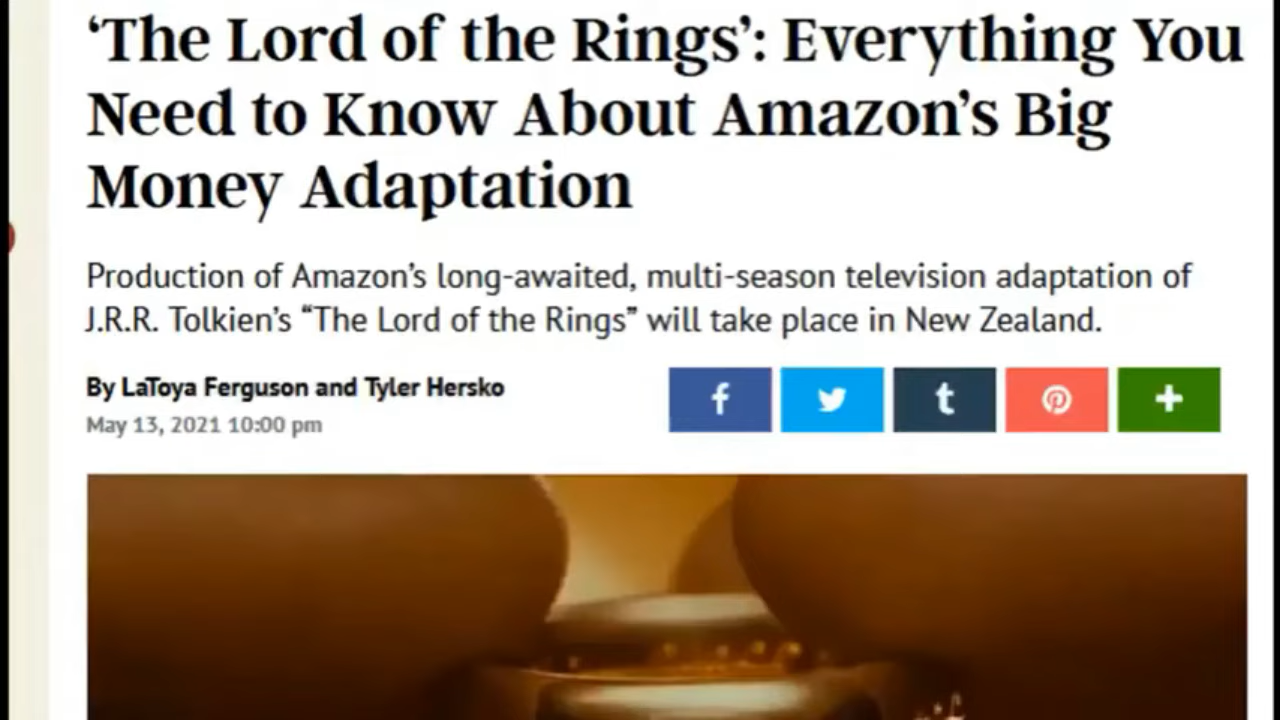 ‘The Lord of the Rings’: Everything You
Need to Know About Amazon’s Big
Money Adaptation
Production of Amazon’s long-awaited, multi-season television adaptation of
J.R.R. Tolkien’s “The Lord of the Rings” will take place in New Zealand.
By LaToya Ferguson and Tyler Hersko
May 13, 2021 10:00 pm